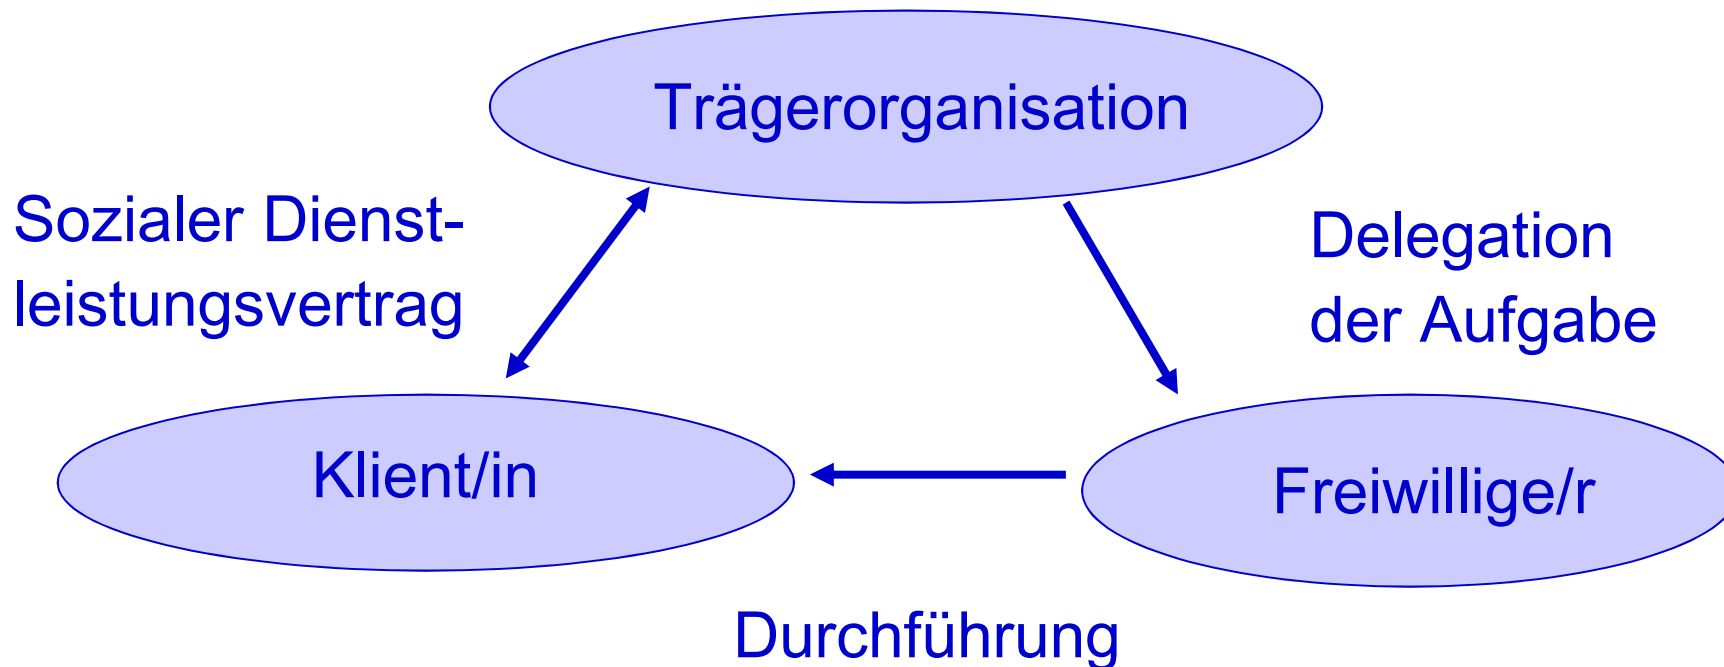 Trägerorganisation
Sozialer Dienst-
leistungsvertrag
Delegation
der Aufgabe
Klient/in
Freiwillige/r
Durchführung